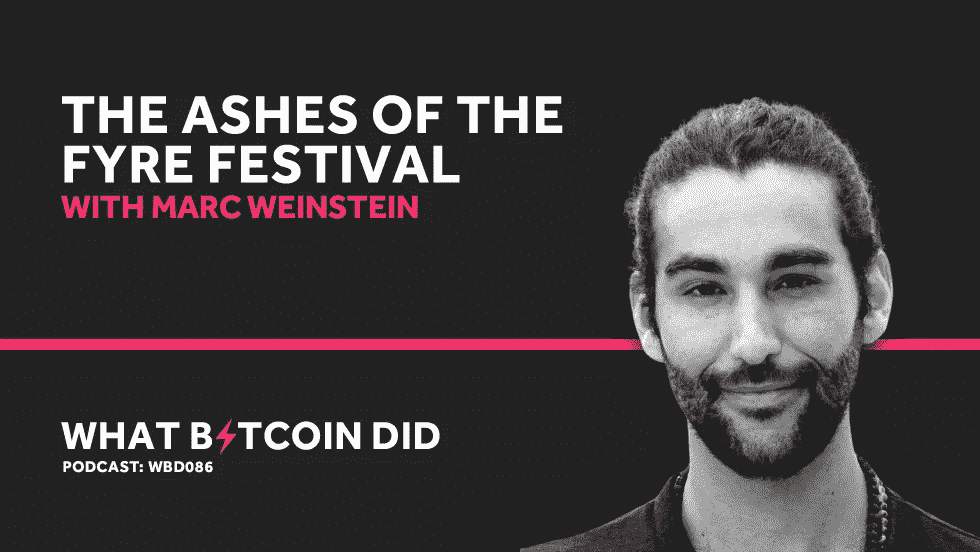 THE ASHES OF THE
FYRE FESTIVAL
WITH MARC WEINSTEIN
WHAT B⚡TCOIN DID
PODCAST: WBD086